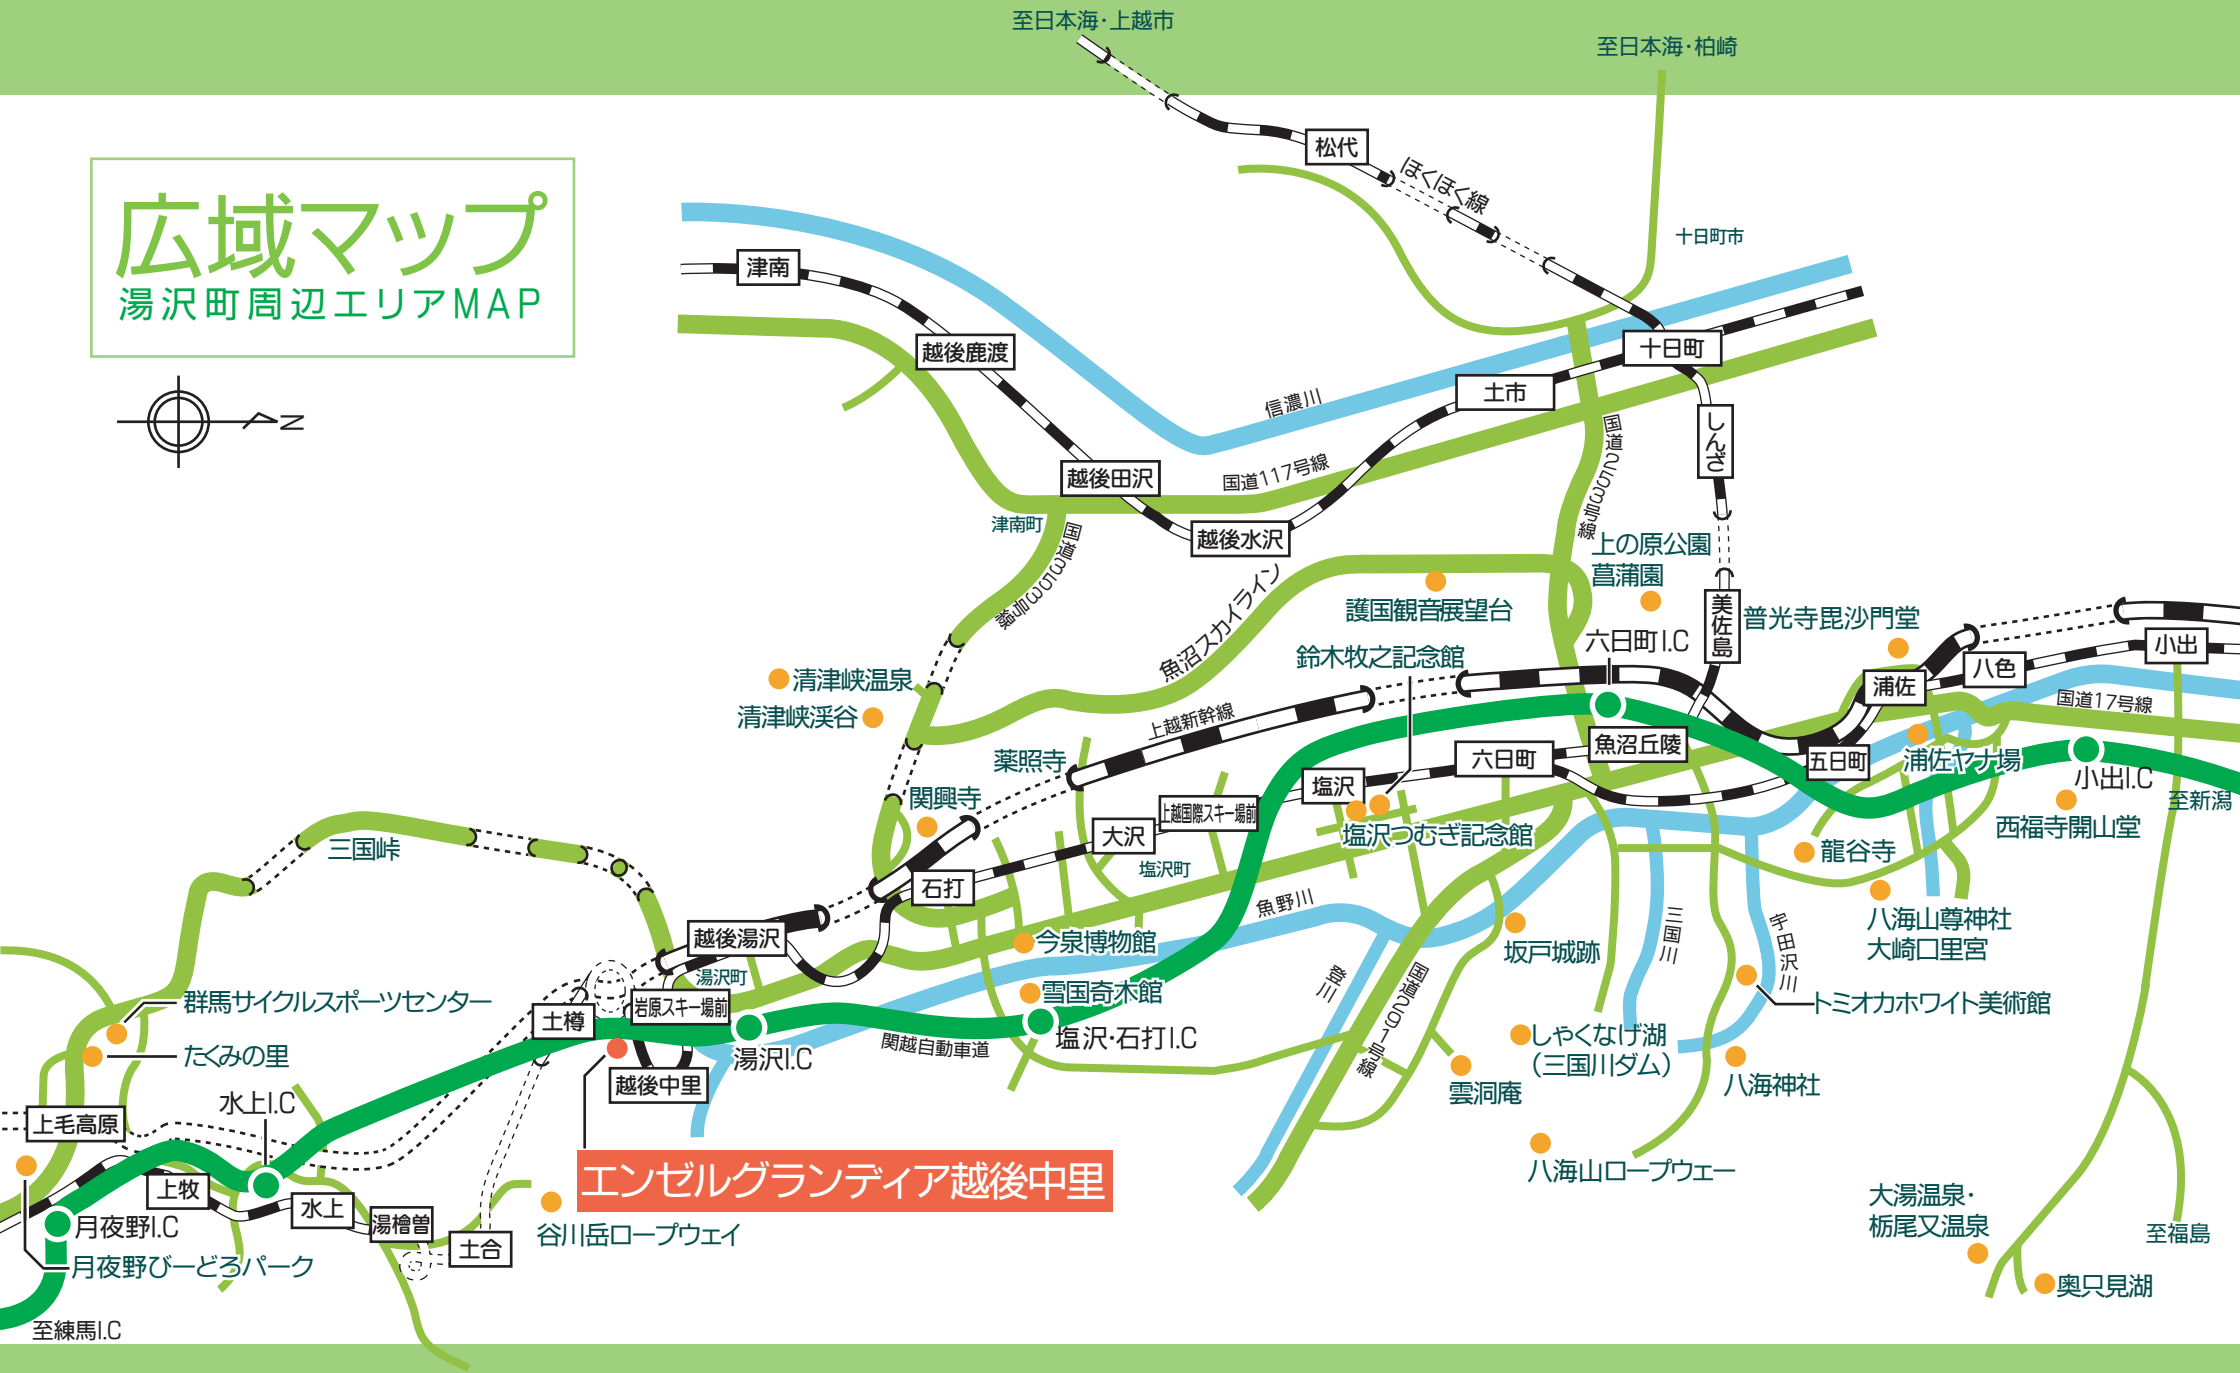 至日本海・上越市
至日本海・柏崎
広域マップ
湯沢町周辺エリアMAP
N
松代
ほくほく線
十日町市
津南
越後鹿渡
十日町
土市
信濃川
しんざ
国道252号353号線
越後田沢
国道117号線
津南町
国道353号線
越後水沢
上の原公園
菖蒲園
魚沼スカイライン
護国観音展望台
美佐島
普光寺毘沙門堂
六日町I.C
鈴木牧之記念館
小出
八色
浦佐
清津峡温泉
清津峡渓谷
上越新幹線
国道17号線
魚沼丘陵
六日町
五日町
浦佐ヤナ場
薬照寺
小出I.C
至新潟
塩沢
関興寺
上越国際スキー場前
大沢
塩沢つむぎ記念館
西福寺開山堂
三国峠
龍谷寺
塩沢町
石打
魚野川
越後湯沢
今泉博物館
坂戸城跡
三国川
宇田沢川
八海山尊神社
大崎口里宮
湯沢町
雪国奇木館
登川
国道291号線
群馬サイクルスポーツセンター
岩原スキー場前
土樽
トミオカホワイト美術館
たくみの里
湯沢I.C
関越自動車道
塩沢・石打I.C
しゃくなげ湖
（三国川ダム）
越後中里
雲洞庵
八海神社
水上I.C
上毛高原
エンゼルグランディア越後中里
八海山ロープウェー
上牧
水上
湯檜曽
大湯温泉・
栃尾又温泉
月夜野I.C
土合
谷川岳ロープウェイ
至福島
月夜野びーどろパーク
奥只見湖
至練馬I.C